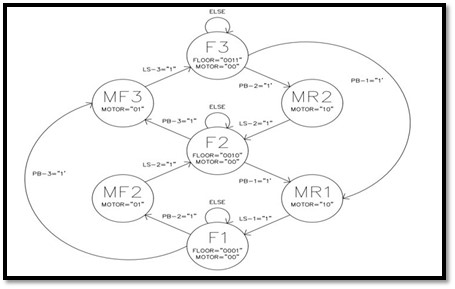 ELSE
F3
FLOOR="0011"
MOTOR="00"
LS-3="1"
PB-2="1'
PB-1="1'
MF3
MOTOR="01"
MR2
MOTOR="10"
ELSE
PB-3="1"
LS-2="1"
F2
FLOOR="0010"
MOTOR="00"
LS-2="1"
PB-1="1'
PB-3="1'
MF2
MOTOR="01"
MR1
MOTOR="10"
ELSE
PB-2="1"
LS-1="1"
F1
FLOOR="0001"
MOTOR="00"